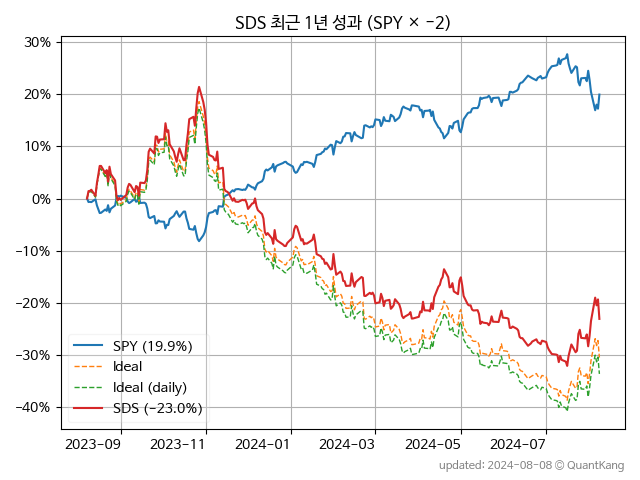 SDS 최근 1년 성과 (SPY × −2)
30%
20%
10%
0%
−10%
−20%
−30%
−40%
SPY (19.9%)
Ideal
Ideal (daily)
SDS (−23.0%)
2023-09
2023-11
2024-01
2024-03
2024-05
2024-07
updated: 2024-08-08 © QuantKang